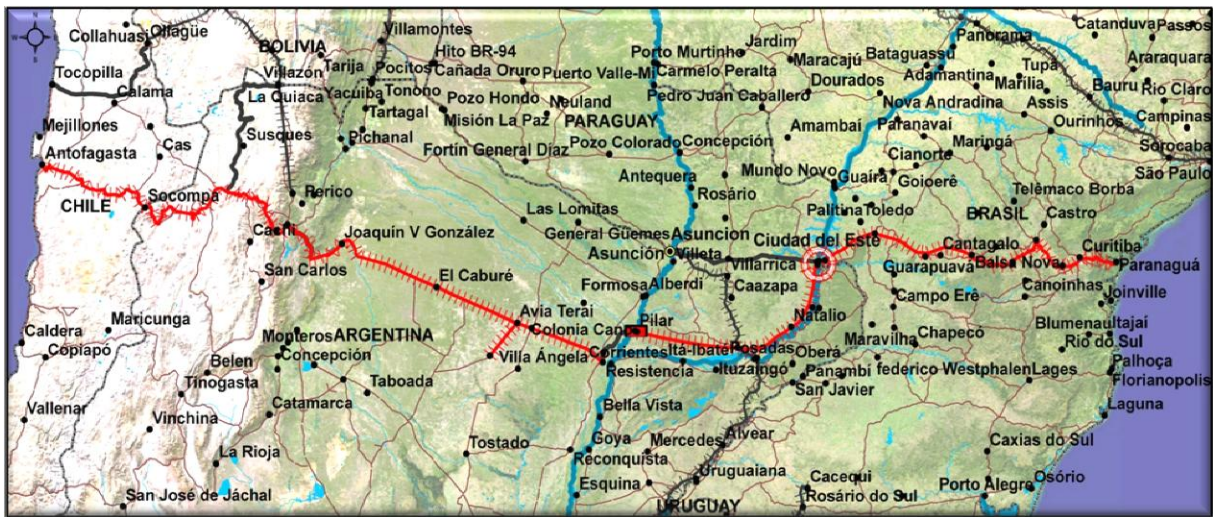 Collahuas
Ollagüe
Villamontes
Catanduva
Passos
BOLIVIA
Hito BR-94
Porto Murtinho
Jardim
Panorama
Bataguassú
Maracajú
Araraquara
Tocopilla
Villazón
Tarija
Pocitos
Cañada Oruro
Puerto Valle-Mi
Carmelo Peralta
Dourados
Adamantina
Tupã
Calama
La Quiaca
Yacuiba
Tonono
Neuland
Pedro Juan Caballero
Marília
Bauru
Rio Claro
Mejillones
Tartagal
Pozo Hondo
Misión La Paz
PARAGUAY
Nova Andradina
Assis
Ourinhos
Campinas
Susques
Pichanal
Amambaí
Paranavaí
Antofagasta
Cas
Fortín General Díaz
Pozo Colorado
Concepción
Cianorte
Maringá
Sorocaba
São Paulo
Socompa
Perico
Antequera
Mundo Novo
Guaíra
Goioerê
Telêmaco Borba
CHILE
Rosário
Palitina
Toledo
BRASIL
Castro
Cachi
Joaquín V González
Las Lomitas
General Güemes
Asuncion
Asunción
Villeta
Ciudad del Este
Cantagalo
Curitiba
San Carlos
Villarrica
Guarapuava
Balsa Nova
Paranaguá
El Caburé
Formosa
Alberdi
Caazapa
Campo Erê
Canoinhas
Joinville
Caldera
Maricunga
Monteros
ARGENTINA
Avia Terai
Colonia Cano
Pilar
Natalio
Maravilha
Chapecó
Blumenau
Itajaí
Rio do Sul
Copiapó
Belen
Concepción
Villa Ángela
Corrientes
Itá-Ibaté
Posadas
Oberá
Palhoça
Tinogasta
Taboada
Resistencia
Ituzaingó
Panambí
federico Westphalen
Lages
Florianopolis
San Javier
Vallenar
Vinchina
Catamarca
Bella Vista
Laguna
La Rioja
Tostado
Goya
Mercedes
Alvear
Caxias do Sul
Reconquista
San José de Jáchal
Esquina
Uruguaiana
Cacequi
Porto Alegre
Osório
URUGUAY
Rosário do Sul